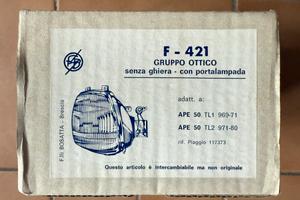 F - 421
GRUPPO OTTICO
senza ghiera - con portalampada
adatt. a:
APE 50 TL1 969-71
APE 50 TL2 971-80
rif. Piaggio 117373
F.lli BOSATTA - Brescia
Questo articolo è intercambiabile ma non originale